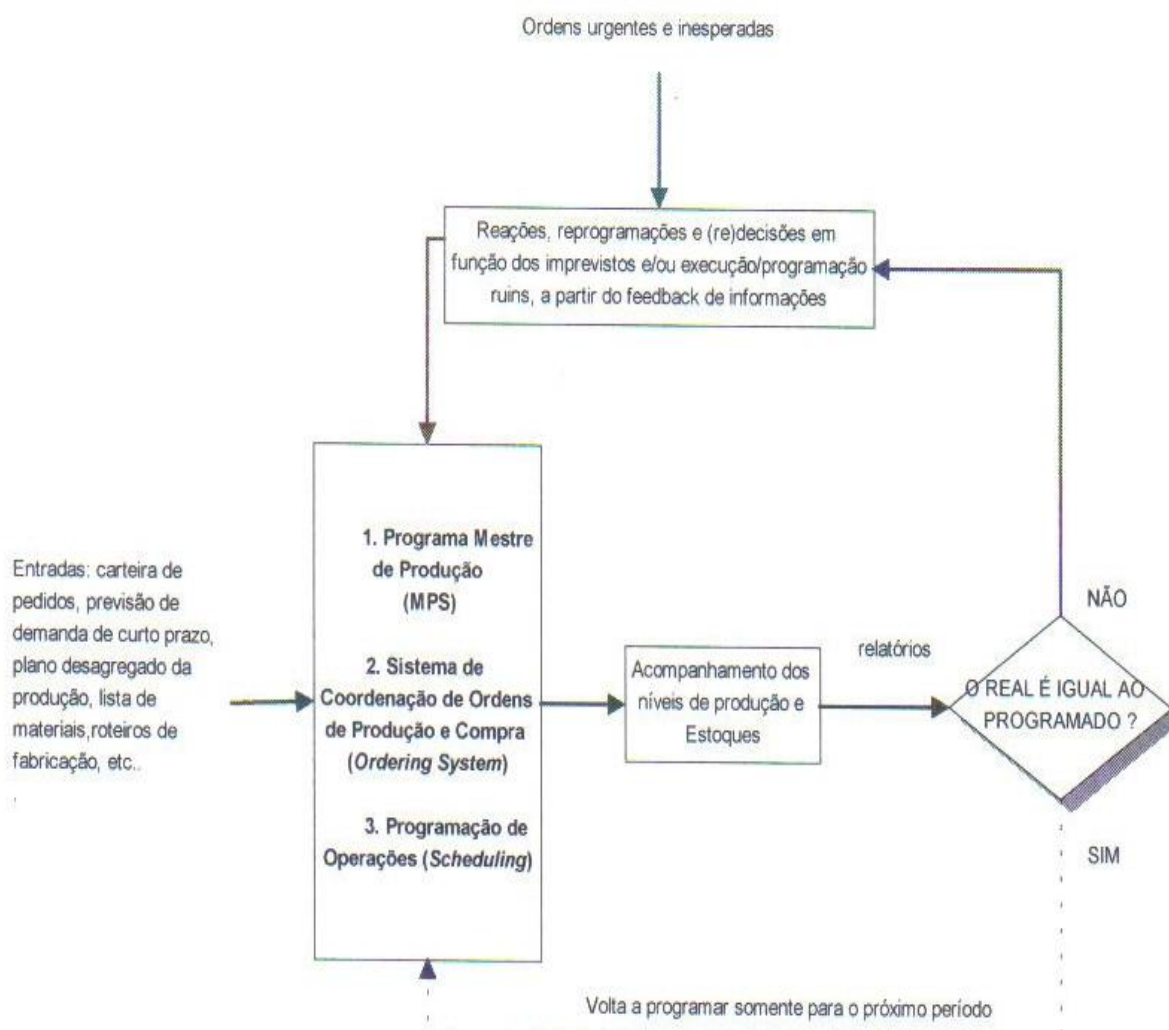 Ordens urgentes e inesperadas
Reações, reprogramações e (re)decisões em
função dos imprevistos e/ou execução/programação
ruins, a partir do feedback de informações
Entradas: carteira de
pedidos, previsão de
demanda de curto prazo,
plano desagregado da
produção, lista de
materiais,roteiros de
fabricação, etc..
1. Programa Mestre
de Produção
(MPS)
2. Sistema de
Coordenação de Ordens
de Produção e Compra
(Ordering System)
3. Programação de
Operações (Scheduling)
Acompanhamento dos
níveis de produção e
Estoques
relatórios
NÃO
O REAL É IGUAL AO
PROGRAMADO ?
SIM
Volta a programar somente para o próximo período